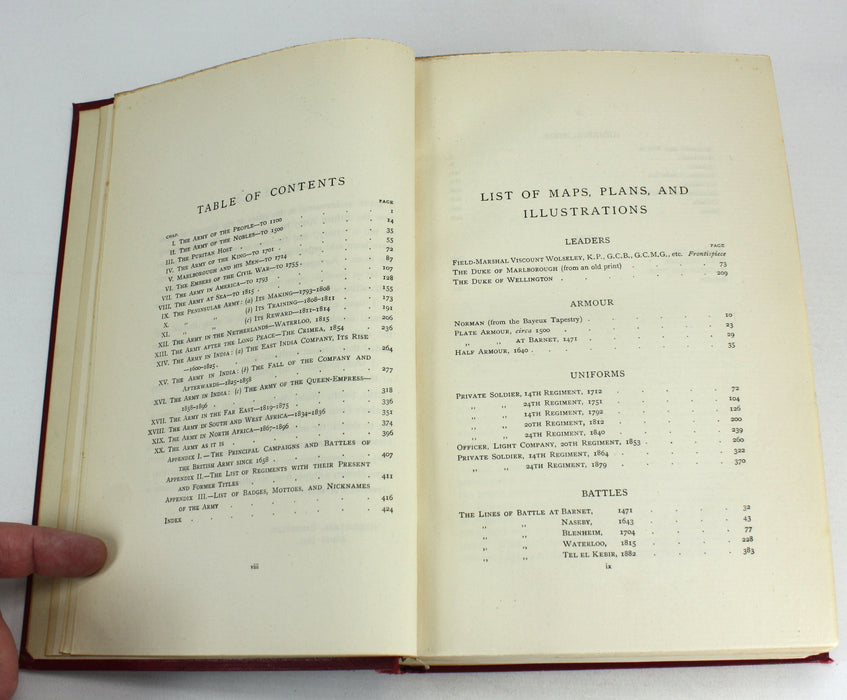 TABLE OF CONTENTS
CHAP. PAGE
I. THE ARMY OF THE PEOPLE—TO 1100 . . . . 1
II. THE ARMY OF THE NOBLES—TO 1500 . . . . 14
III. THE PURITAN HOST . . . . . . 35
IV. THE ARMY OF THE KING—TO 1701 . . . . 55
V. MARLBOROUGH AND HIS MEN—TO 1724 . . . . 72
VI. THE EMBERS OF THE CIVIL WAR—TO 1755 . . . . 87
VII. THE ARMY IN AMERICA—TO 1793 . . . . 107
VIII. THE ARMY AT SEA—TO 1815 . . . . 128
IX. THE PENINSULAR ARMY: (a) ITS MAKING—1793-1808 . . 155
X. „ „ (b) ITS TRAINING—1808-1811 . . 173
XI. „ „ (c) ITS REWARD—1811-1814 . . 191
XII. THE ARMY IN THE NETHERLANDS—WATERLOO, 1815 . . 206
XIII. THE ARMY AFTER THE LONG PEACE—THE CRIMEA, 1854 . . 236
XIV. THE ARMY IN INDIA: (a) THE EAST INDIA COMPANY, ITS RISE
—1600-1825 . . . . . . 264
XV. THE ARMY IN INDIA: (b) THE FALL OF THE COMPANY AND
AFTERWARDS—1825-1858 . . . . . 277
XVI. THE ARMY IN INDIA: (c) THE ARMY OF THE QUEEN-EMPRESS—
1858-1896 . . . . . . 318
XVII. THE ARMY IN THE FAR EAST—1819-1875 . . . 336
XVIII. THE ARMY IN SOUTH AND WEST AFRICA—1834-1836 . . 351
XIX. THE ARMY IN NORTH AFRICA—1867-1896 . . . 374
XX. THE ARMY AS IT IS . . . . . 396
APPENDIX I.—THE PRINCIPAL CAMPAIGNS AND BATTLES OF
THE BRITISH ARMY SINCE 1658 . . . . 407
APPENDIX II.—THE LIST OF REGIMENTS WITH THEIR PRESENT
AND FORMER TITLES . . . . . 411
APPENDIX III.—LIST OF BADGES, MOTTOES, AND NICKNAMES
OF THE ARMY . . . . . . 416
INDEX . . . . . . . . 424
viii
LIST OF MAPS, PLANS, AND
ILLUSTRATIONS
LEADERS
PAGE
FIELD-MARSHAL VISCOUNT WOLSELEY, K.P., G.C.B., G.C.M.G., etc. Frontispiece
THE DUKE OF MARLBOROUGH (from an old print) . . . . 73
THE DUKE OF WELLINGTON . . . . . . 209
ARMOUR
NORMAN (from the Bayeux Tapestry) . . . . . 10
PLATE ARMOUR, circa 1500 . . . . . . 23
„ „ AT BARNET, 1471 . . . . . 29
HALF ARMOUR, 1640 . . . . . . . 35
UNIFORMS
PRIVATE SOLDIER, 14TH REGIMENT, 1712 . . . . 72
„ „ 24TH REGIMENT, 1751 . . . . 104
„ „ 14TH REGIMENT, 1792 . . . . 126
„ „ 20TH REGIMENT, 1812 . . . . 200
„ „ 24TH REGIMENT, 1840 . . . . 239
OFFICER, LIGHT COMPANY, 20TH REGIMENT, 1853 . . . 260
PRIVATE SOLDIER, 14TH REGIMENT, 1864 . . . . 322
„ „ 24TH REGIMENT, 1879 . . . . 370
BATTLES
THE LINES OF BATTLE AT BARNET, 1471 . . . . 32
„ „ NASEBY, 1643 . . . . 43
„ „ BLENHEIM, 1704 . . . . 77
„ „ WATERLOO, 1815 . . . . 228
„ „ TEL EL KEBIR, 1882 . . . . 383
ix